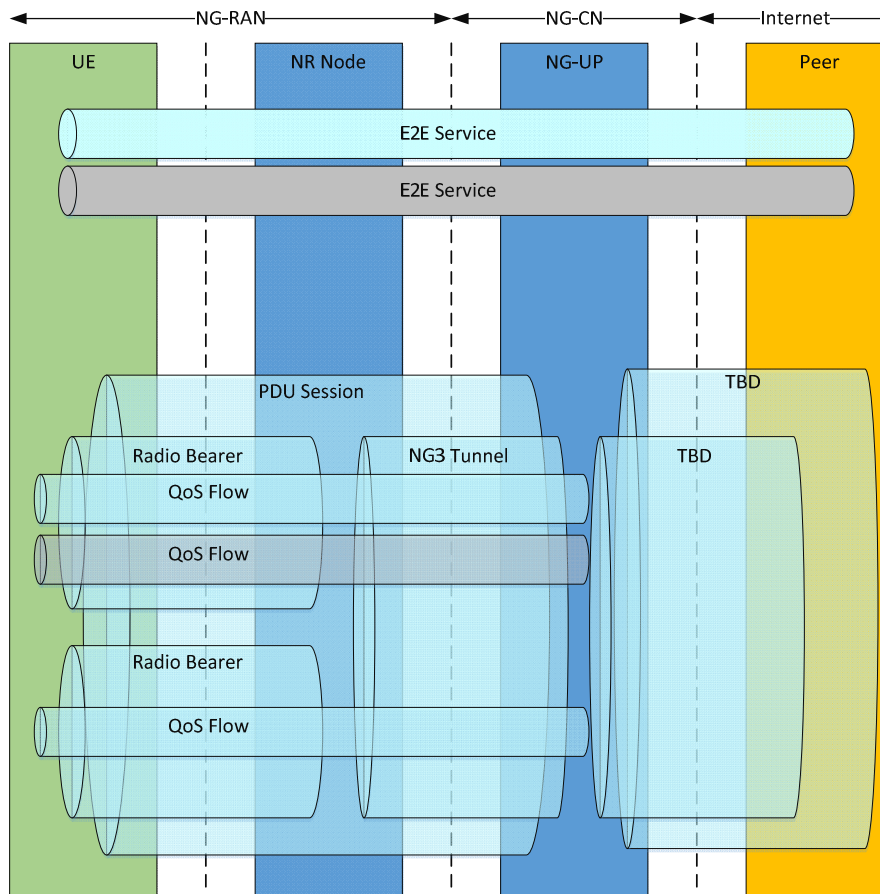 NG-RAN
NG-CN
Internet
UE
NR Node
NG-UP
Peer
E2E Service
E2E Service
PDU Session
TBD
Radio Bearer
NG3 Tunnel
TBD
QoS Flow
QoS Flow
Radio Bearer
QoS Flow